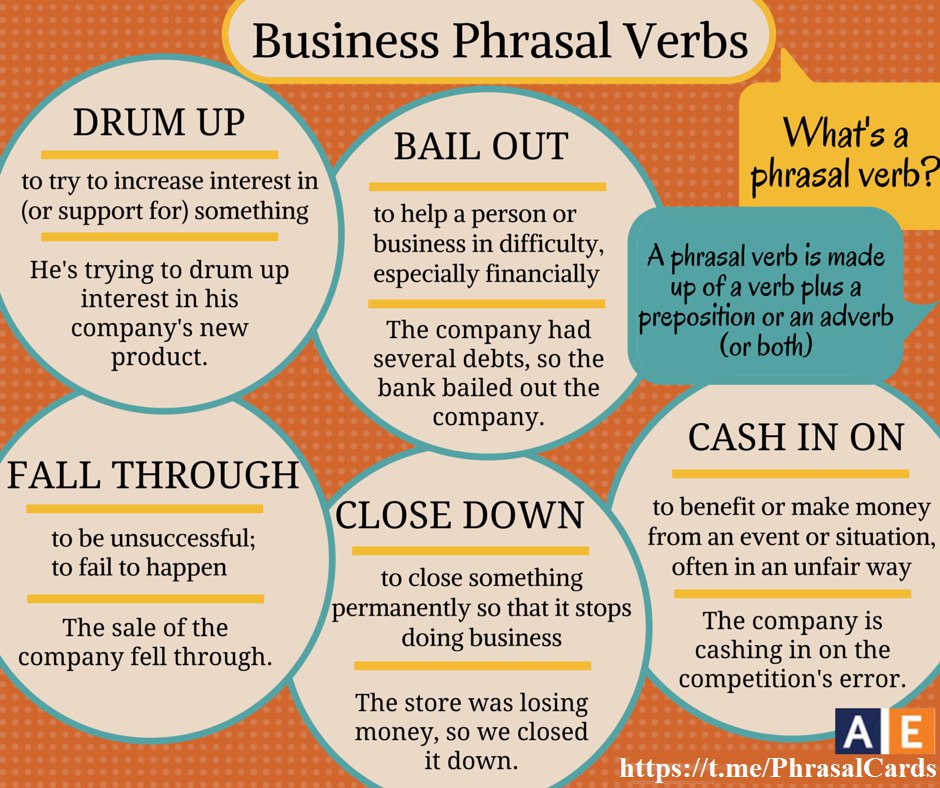 Business Phrasal Verbs
What's a
phrasal verb?
A phrasal verb is made
up of a verb plus a
preposition or an adverb
(or both)
DRUM UP
to try to increase interest in
(or support for) something
He's trying to drum up
interest in his
company's new
product.
BAIL OUT
to help a person or
business in difficulty,
especially financially
The company had
several debts, so the
bank bailed out the
company.
FALL THROUGH
to be unsuccessful;
to fail to happen
The sale of the
company fell through.
CLOSE DOWN
to close something
permanently so that it stops
doing business
The store was losing
money, so we closed
it down.
CASH IN ON
to benefit or make money
from an event or situation,
often in an unfair way
The company is
cashing in on the
competition's error.
AE
https://t.me/PhrasalCards